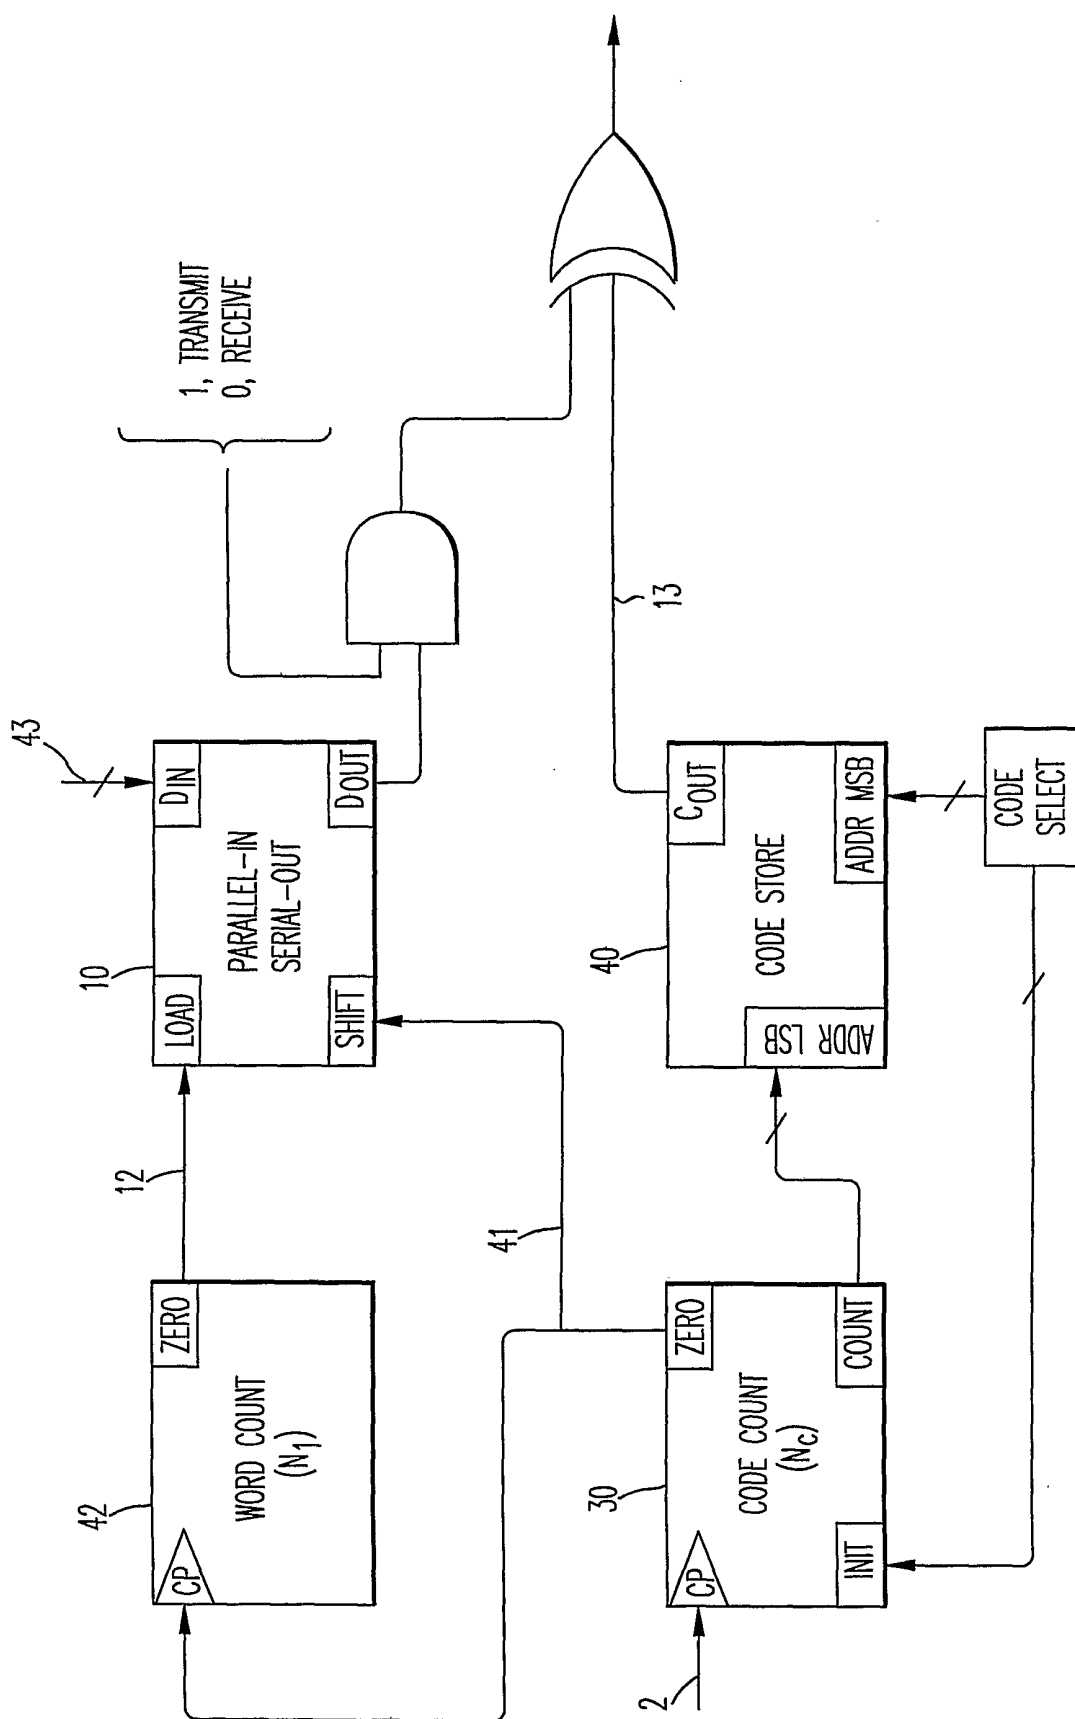 43
1, TRANSMIT
0, RECEIVE
10
LOAD
DIN
PARALLEL-IN
SERIAL-OUT
SHIFT
DOUT
12
42
ZERO
WORD COUNT
(N1)
CP
41
13
40
COUT
CODE STORE
ADDR LSB
ADDR MSB
30
ZERO
CODE COUNT
(NC)
CP
INIT
COUNT
2
CODE
SELECT